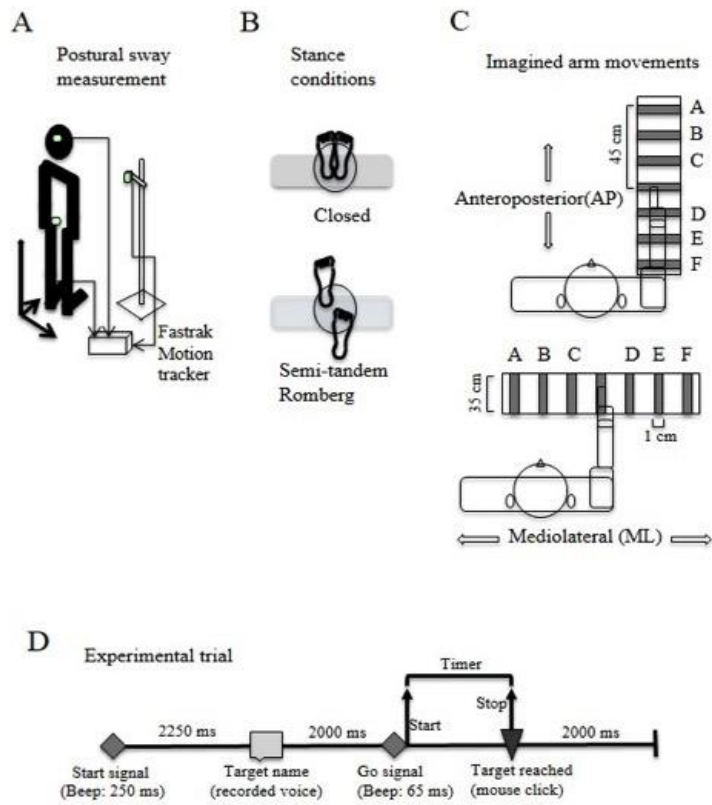 A
Postural sway
measurement
Fastrak
Motion
tracker
B
Stance
conditions
Closed
Semi-tandem
Romberg
C
Imagined arm movements
A
B
C
D
E
F
45 cm
Anteroposterior(AP)
A B C D E F
35 cm
1 cm
Mediolateral (ML)
D
Experimental trial
Timer
Start
Stop
2250 ms
2000 ms
2000 ms
Start signal
(Beep: 250 ms)
Target name
(recorded voice)
Go signal
(Beep: 65 ms)
Target reached
(mouse click)